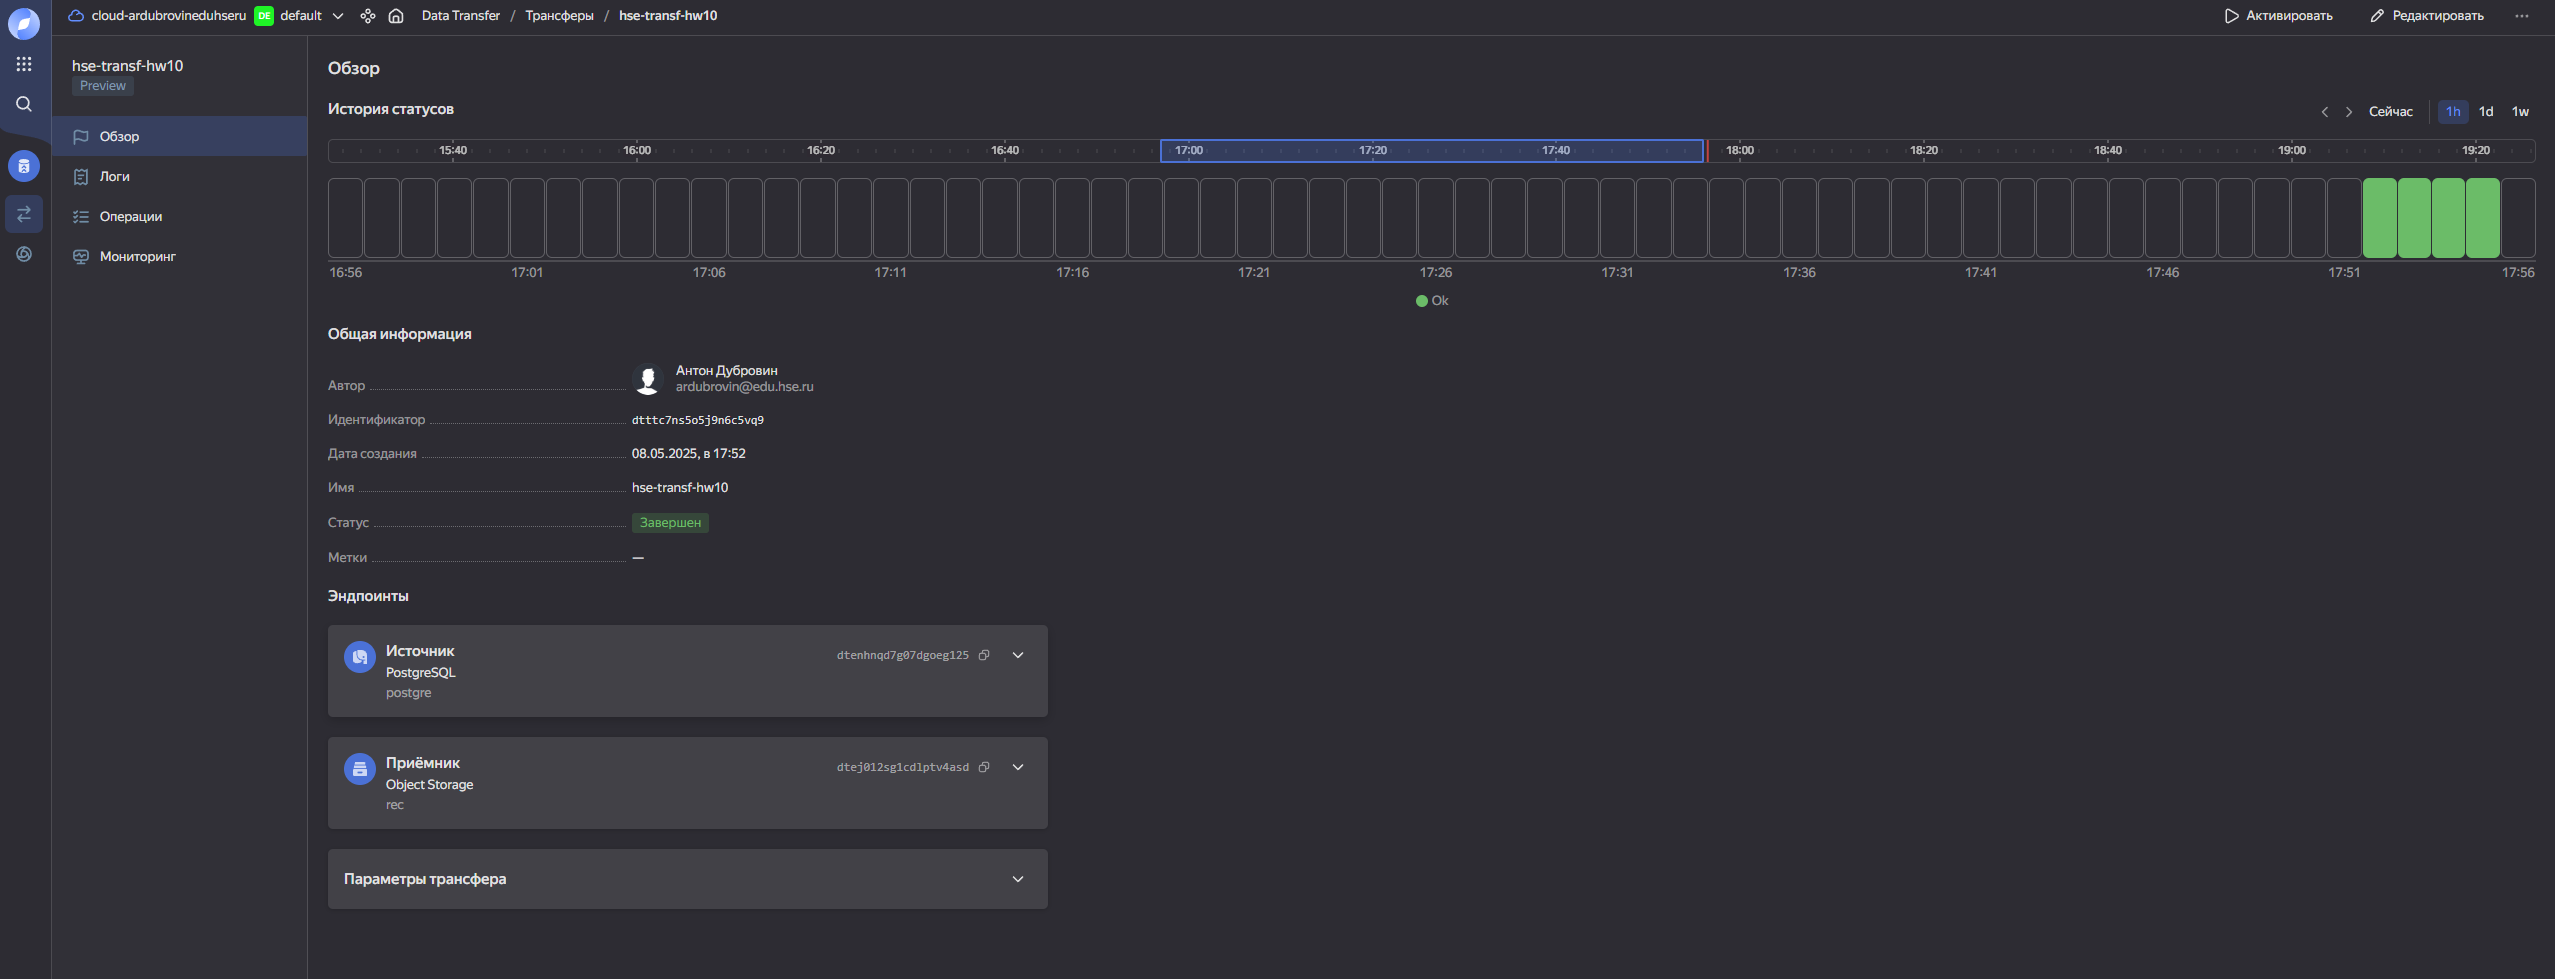 cloud-ardubrovineduhseru DE default Data Transfer / Трансферы / hse-transf-hw10 Активировать Редактировать
hse-transf-hw10
Preview
Обзор
Логи
Операции
Мониторинг
Обзор
История статусов
Сейчас 1h 1d 1w
15:40 16:00 16:20 16:40 17:00 17:20 17:40 18:00 18:20 18:40 19:00 19:20
16:56 17:01 17:06 17:11 17:16 17:21 17:26 17:31 17:36 17:41 17:46 17:51 17:56
Ok
Общая информация
Автор Антон Дубровин
ardubrovin@edu.hse.ru
Идентификатор dtttc7ns5o5j9n6c5vq9
Дата создания 08.05.2025, в 17:52
Имя hse-transf-hw10
Статус Завершен
Метки —
Эндпоинты
Источник dtenhnqd7g07dgoeg125
PostgreSQL
postgre
Приёмник dtej012sg1cdlptv4asd
Object Storage
rec
Параметры трансфера